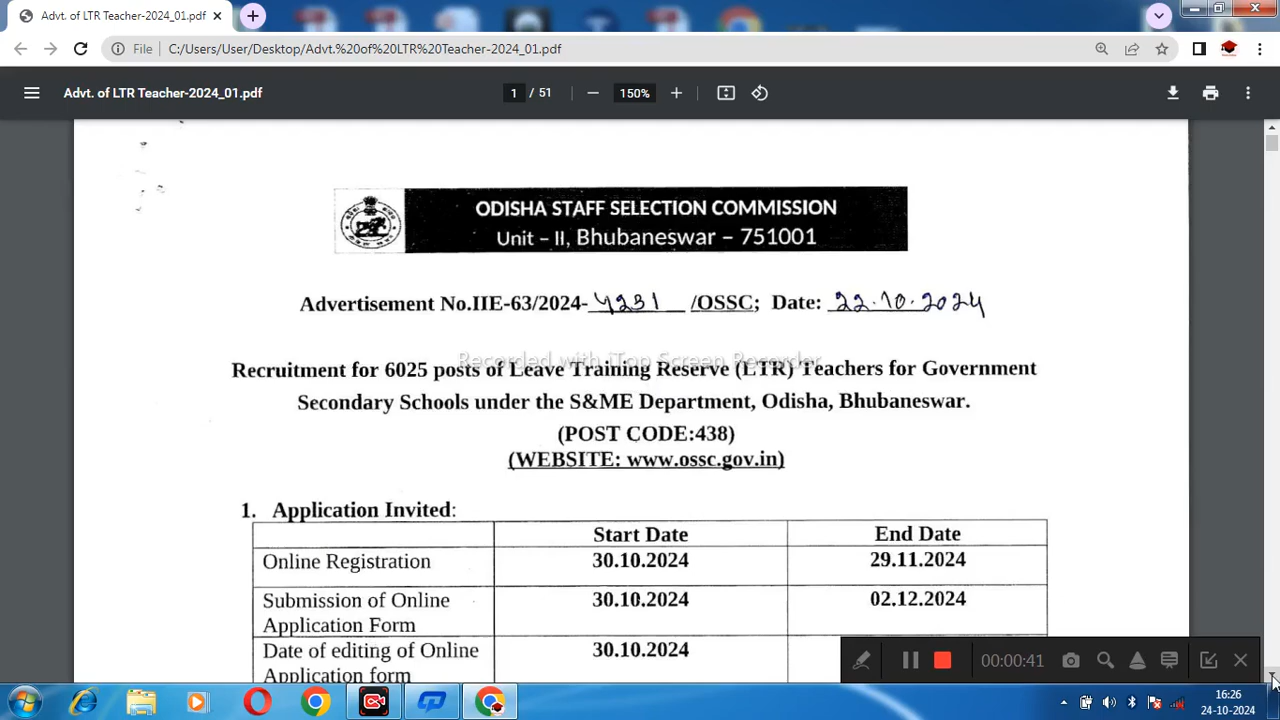 Advt. of LTR Teacher-2024_01.pdf
File C:/Users/User/Desktop/Advt.%20of%20LTR%20Teacher-2024_01.pdf
Advt. of LTR Teacher-2024_01.pdf 1 / 51 150%
ODISHA STAFF SELECTION COMMISSION
Unit – II, Bhubaneswar – 751001
Advertisement No.IIE-63/2024- 4231 /OSSC; Date: 22.10.2024
Recorded with iTop Screen Recorder
Recruitment for 6025 posts of Leave Training Reserve (LTR) Teachers for Government
Secondary Schools under the S&ME Department, Odisha, Bhubaneswar.
(POST CODE:438)
(WEBSITE: www.ossc.gov.in)
1. Application Invited:
Start Date End Date
Online Registration 30.10.2024 29.11.2024
Submission of Online 30.10.2024 02.12.2024
Application Form
Date of editing of Online 30.10.2024
Application form
00:00:41
16:26
24-10-2024